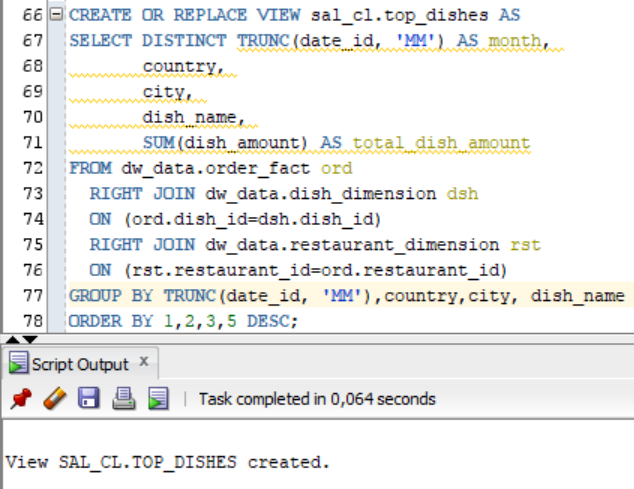 66 CREATE OR REPLACE VIEW sal_cl.top_dishes AS
67 SELECT DISTINCT TRUNC(date_id, 'MM') AS month,
68 country,
69 city,
70 dish_name,
71 SUM(dish_amount) AS total_dish_amount
72 FROM dw_data.order_fact ord
73 RIGHT JOIN dw_data.dish_dimension dsh
74 ON (ord.dish_id=dsh.dish_id)
75 RIGHT JOIN dw_data.restaurant_dimension rst
76 ON (rst.restaurant_id=ord.restaurant_id)
77 GROUP BY TRUNC(date_id, 'MM'),country,city, dish_name
78 ORDER BY 1,2,3,5 DESC;
Script Output x
Task completed in 0,064 seconds
View SAL_CL.TOP_DISHES created.